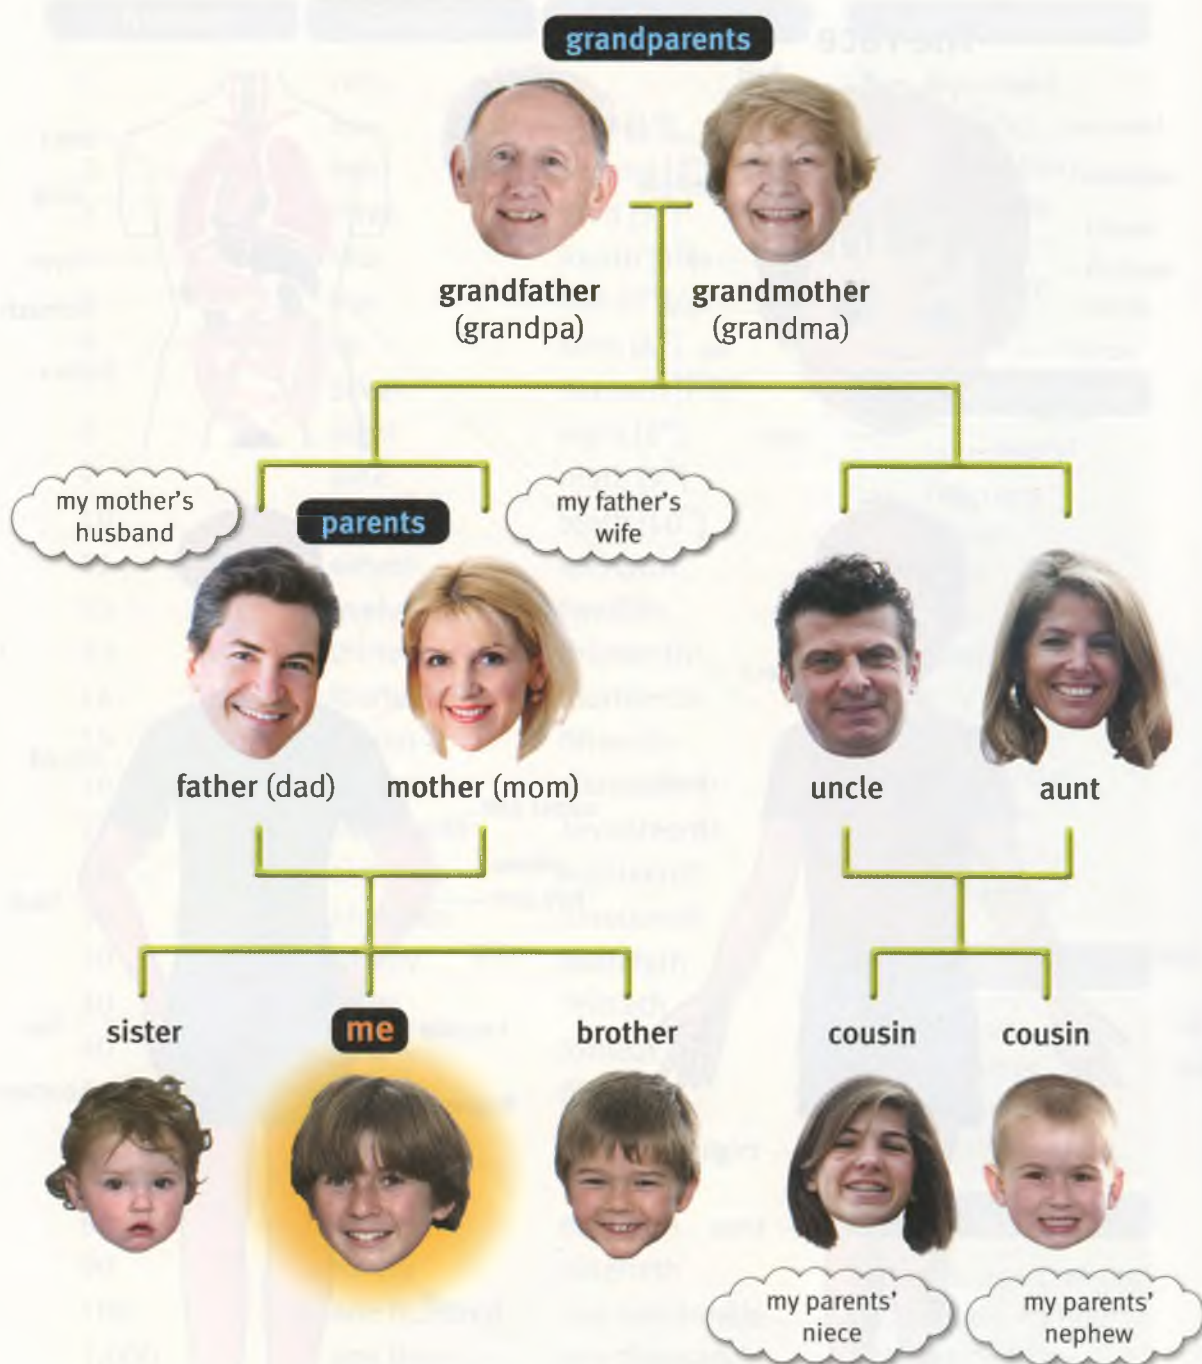 grandparents
grandfather
(grandpa)
grandmother
(grandma)
my mother's
husband
parents
my father's
wife
father (dad)
mother (mom)
uncle
aunt
sister
me
brother
cousin
cousin
my parents'
niece
my parents'
nephew